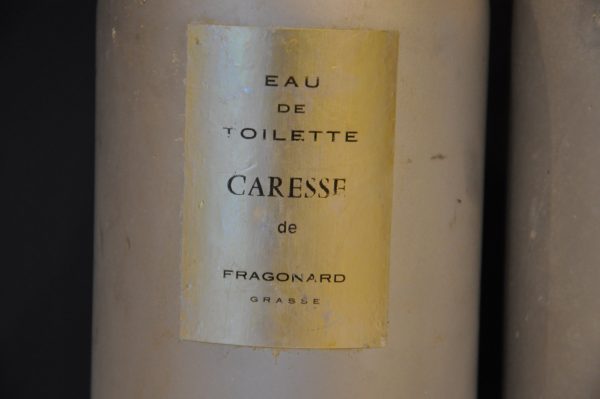 EAU
DE
TOILETTE
CARESSE
de
FRAGONARD
GRASSE